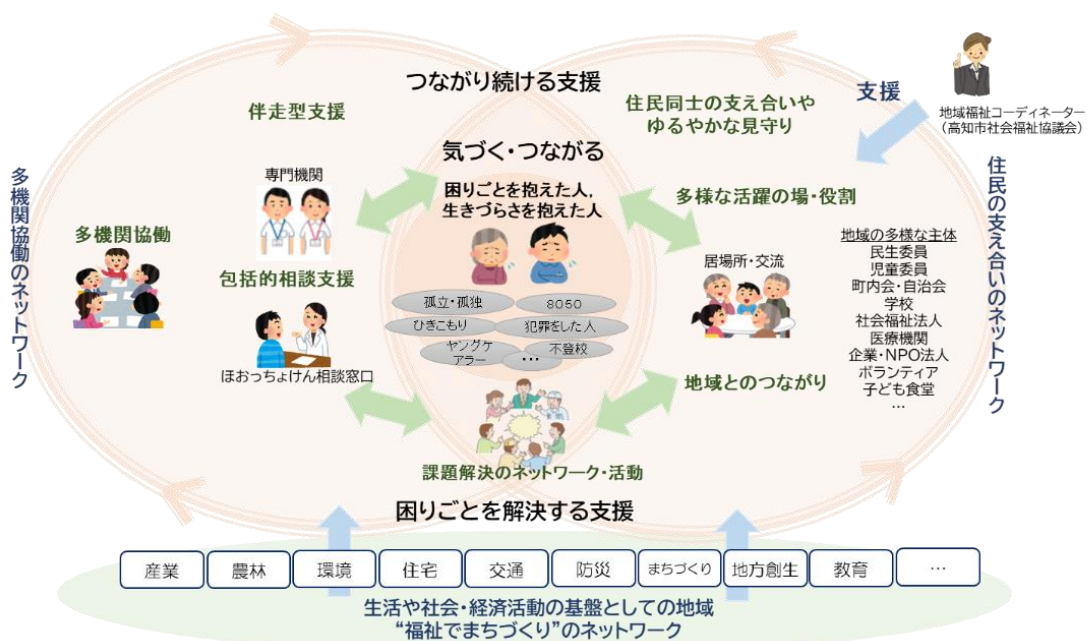 つながり続ける支援
伴走型支援
住民同士の支え合いや
ゆるやかな見守り
支援
地域福祉コーディネーター
（高知市社会福祉協議会）
気づく・つながる
困りごとを抱えた人，
生きづらさを抱えた人
専門機関
多様な活躍の場・役割
多機関協働のネットワーク
多機関協働
包括的相談支援
ほおっちょけん相談窓口
孤立・孤独
8050
ひきこもり
犯罪をした人
ヤングケ
アラー
不登校
…
居場所・交流
地域の多様な主体
民生委員
児童委員
町内会・自治会
学校
社会福祉法人
医療機関
企業・NPO法人
ボランティア
子ども食堂
…
住民の支え合いのネットワーク
地域とのつながり
課題解決のネットワーク・活動
困りごとを解決する支援
産業
農林
環境
住宅
交通
防災
まちづくり
地方創生
教育
…
生活や社会・経済活動の基盤としての地域
“福祉でまちづくり”のネットワーク